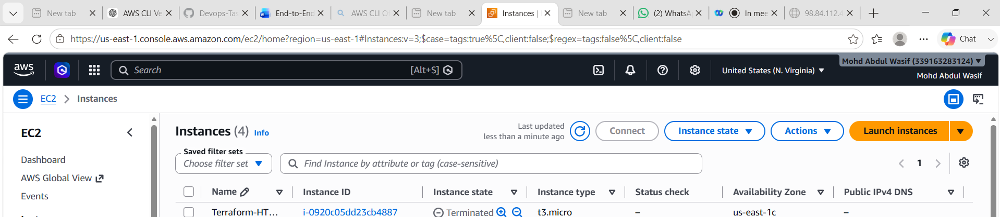 New tab
AWS CLI Ve
Devops-Tas
End-to-End
AWS CLI Of
New tab
Instances |
New tab
(2) WhatsA
In mee
98.84.112.4
https://us-east-1.console.aws.amazon.com/ec2/home?region=us-east-1#Instances:v=3;$case=tags:true%5C,client:false;$regex=tags:false%5C,client:false
Chat
aws
Search
[Alt+S]
United States (N. Virginia)
Mohd Abdul Wasif (339163283124)
Mohd Abdul Wasif
EC2
Instances
EC2
Dashboard
AWS Global View
Events
Instances (4) Info
Last updated
less than a minute ago
Connect
Instance state
Actions
Launch instances
Saved filter sets
Choose filter set
Find Instance by attribute or tag (case-sensitive)
1
Name Instance ID Instance state Instance type Status check Availability Zone Public IPv4 DNS
Terraform-HT... i-0920c05dd23cb4887 Terminated t3.micro – us-east-1c –